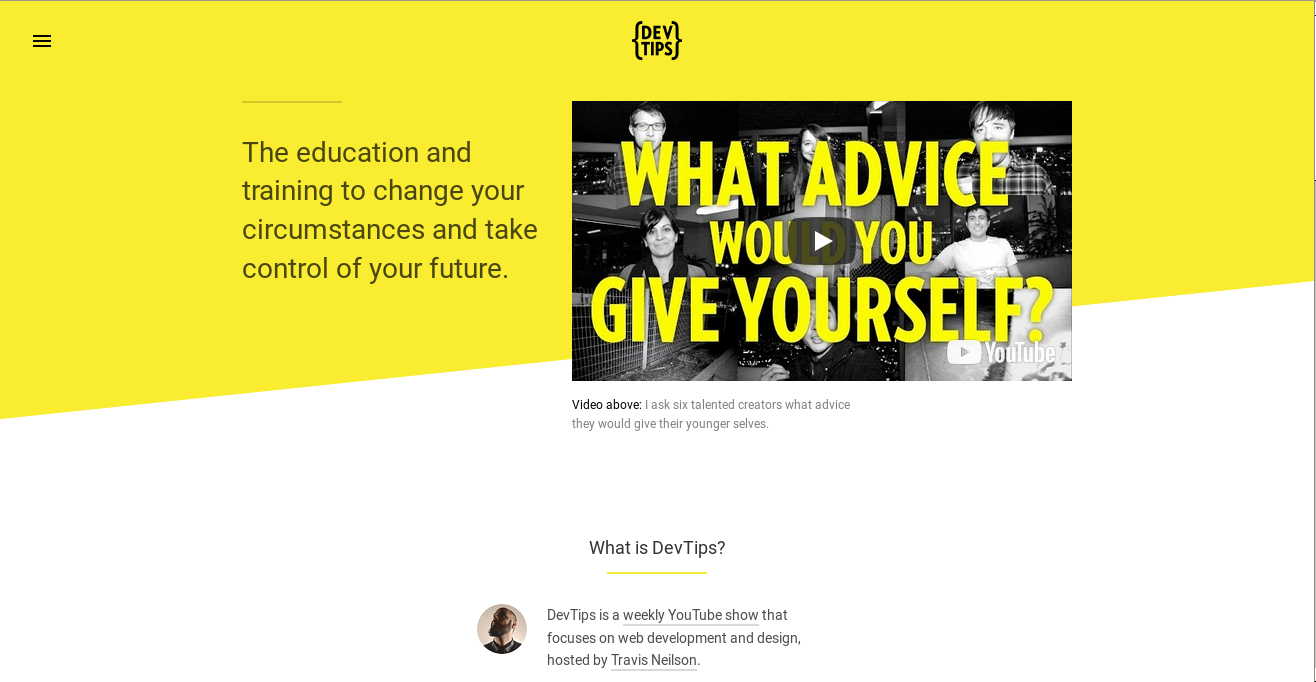 {DEV
TIPS}
The education and
training to change your
circumstances and take
control of your future.
WHAT ADVICE
WOULD YOU
GIVE YOURSELF?
YouTube
Video above: I ask six talented creators what advice
they would give their younger selves.
What is DevTips?
DevTips is a weekly YouTube show that
focuses on web development and design,
hosted by Travis Neilson.